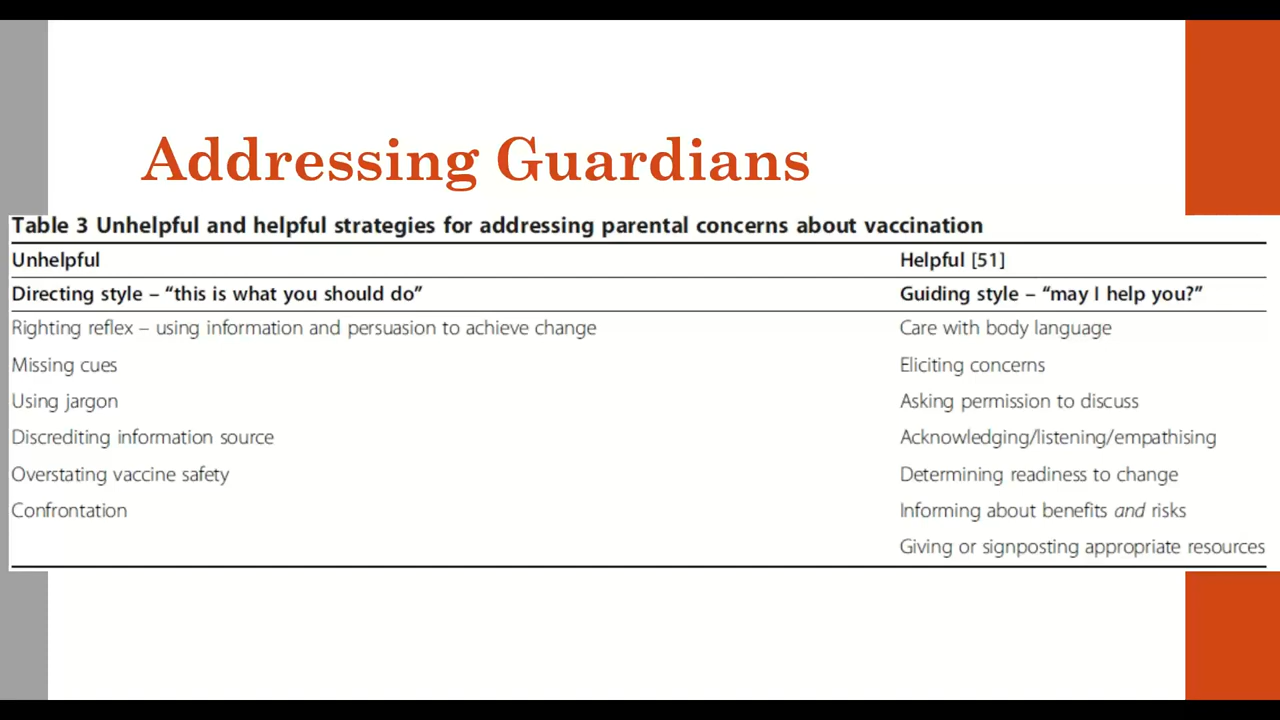 Addressing Guardians
Table 3 Unhelpful and helpful strategies for addressing parental concerns about vaccination
Unhelpful Helpful [51]
Directing style – “this is what you should do” Guiding style – “may I help you?”
Righting reflex – using information and persuasion to achieve change Care with body language
Missing cues Eliciting concerns
Using jargon Asking permission to discuss
Discrediting information source Acknowledging/listening/empathising
Overstating vaccine safety Determining readiness to change
Confrontation Informing about benefits and risks
Giving or signposting appropriate resources